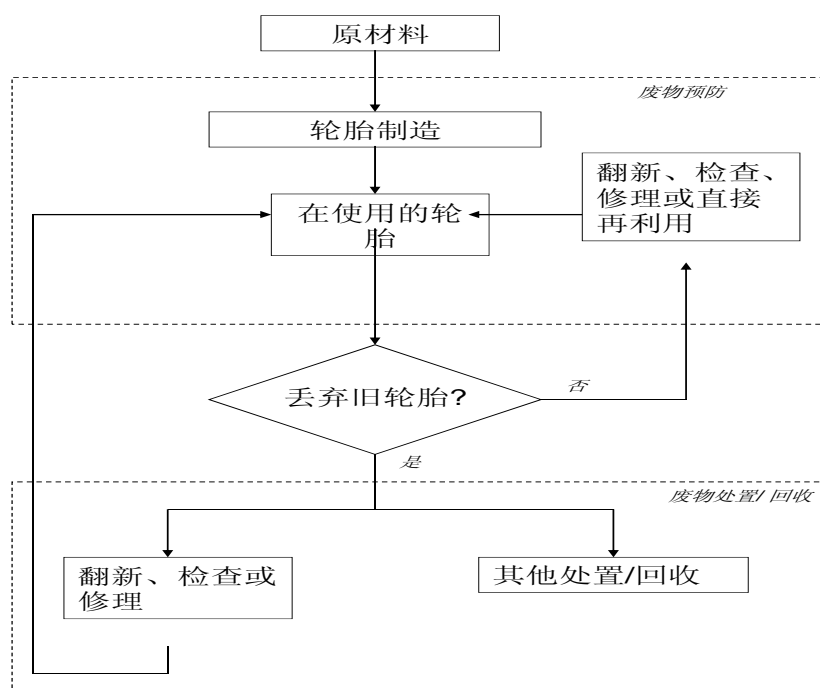 原材料
废物预防
轮胎制造
翻新、检查、
修理或直接
再利用
在使用的轮
胎
丢弃旧轮胎?
否
是
废物处置/ 回收
翻新、检查或
修理
其他处置/回收